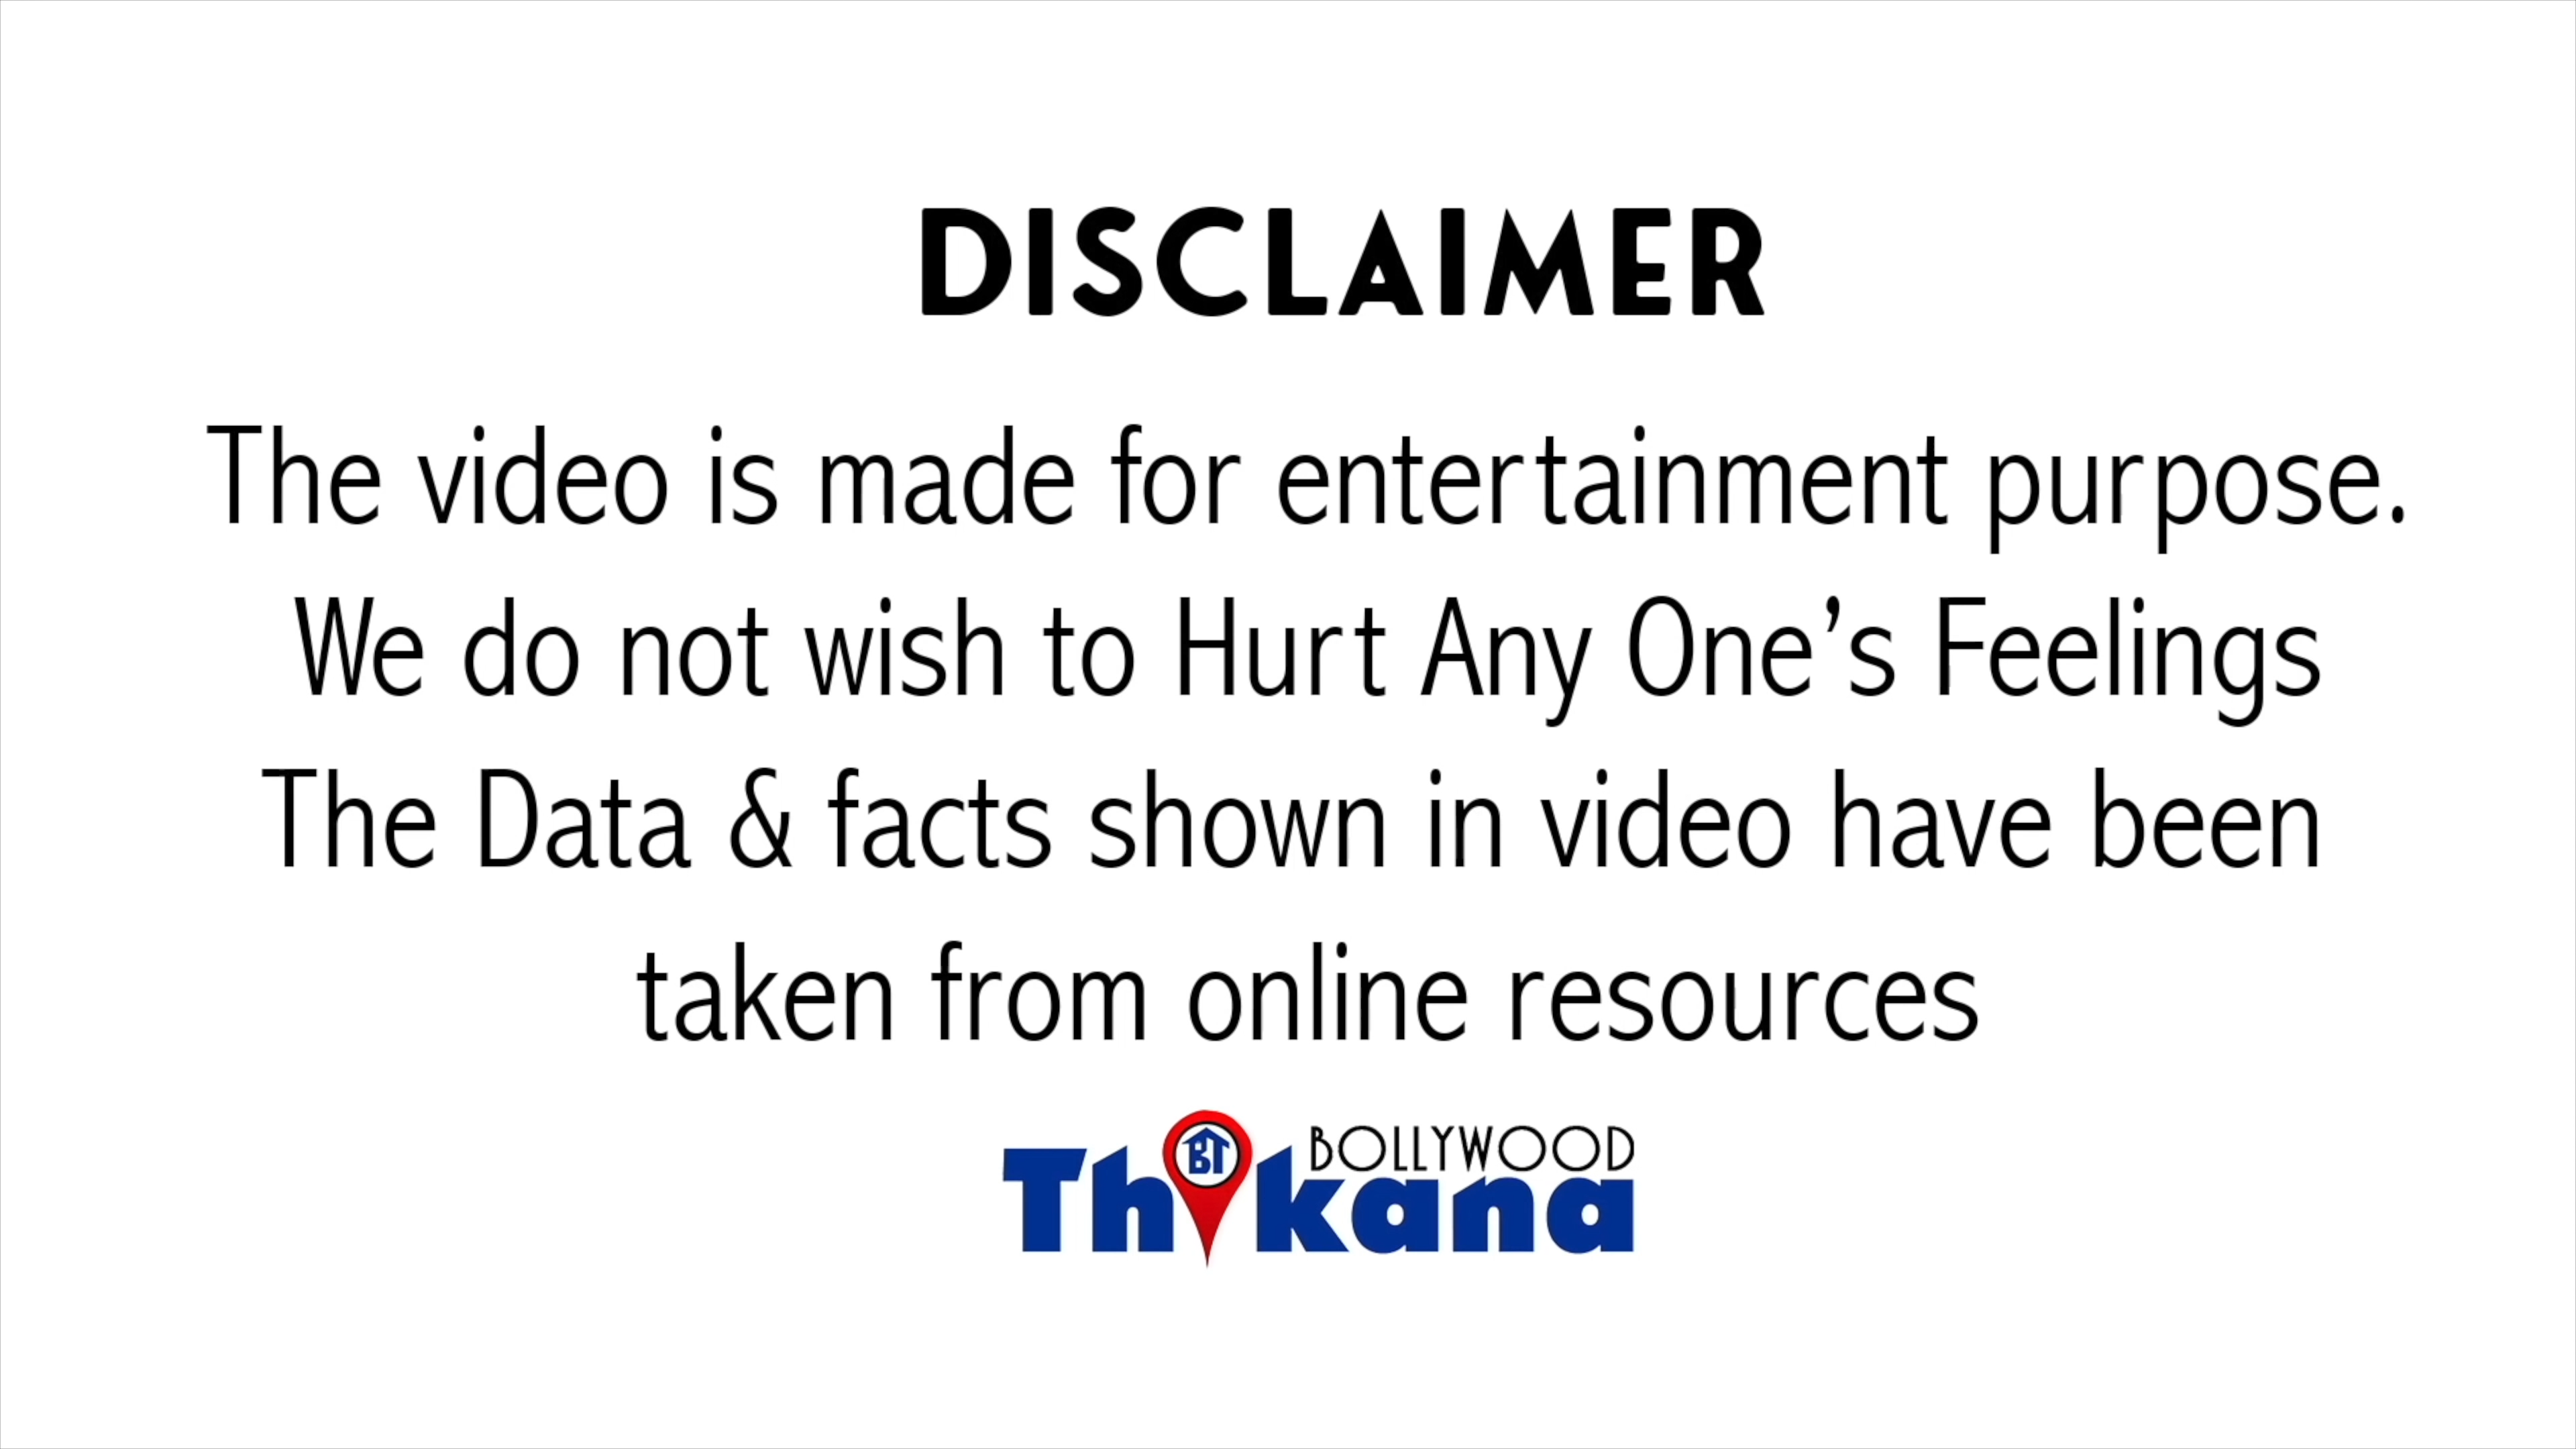 DISCLAIMER
The video is made for entertainment purpose.
We do not wish to Hurt Any One’s Feelings
The Data & facts shown in video have been
taken from online resources
BT
BOLLYWOOD
Thikana